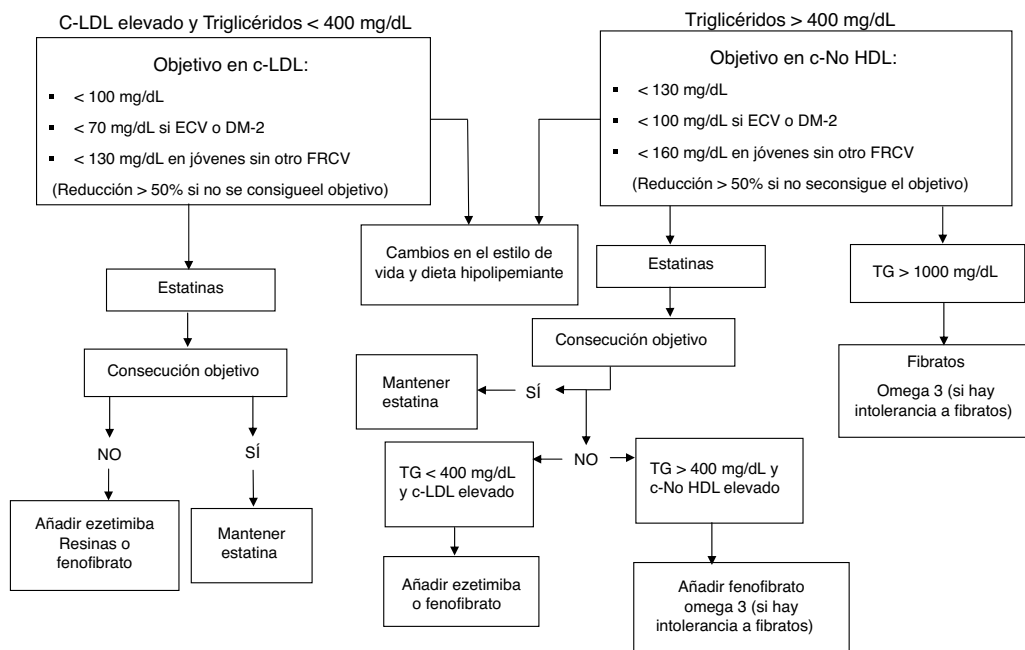 C-LDL elevado y Triglicéridos < 400 mg/dL
Objetivo en c-LDL:
▪ < 100 mg/dL
▪ < 70 mg/dL si ECV o DM-2
▪ < 130 mg/dL en jóvenes sin otro FRCV
(Reducción > 50% si no se consigueel objetivo)
Triglicéridos > 400 mg/dL
Objetivo en c-No HDL:
▪ < 130 mg/dL
▪ < 100 mg/dL si ECV o DM-2
▪ < 160 mg/dL en jóvenes sin otro FRCV
(Reducción > 50% si no seconsigue el objetivo)
Cambios en el estilo de
vida y dieta hipolipemiante
Estatinas
Consecución objetivo
NO
SÍ
Añadir ezetimiba
Resinas o
fenofibrato
Mantener
estatina
Estatinas
TG > 1000 mg/dL
Consecución objetivo
Fibratos
Omega 3 (si hay
intolerancia a fibratos)
SÍ
Mantener
estatina
NO
TG < 400 mg/dL
y c-LDL elevado
TG > 400 mg/dL y
c-No HDL elevado
Añadir ezetimiba
o fenofibrato
Añadir fenofibrato
omega 3 (si hay
intolerancia a fibratos)